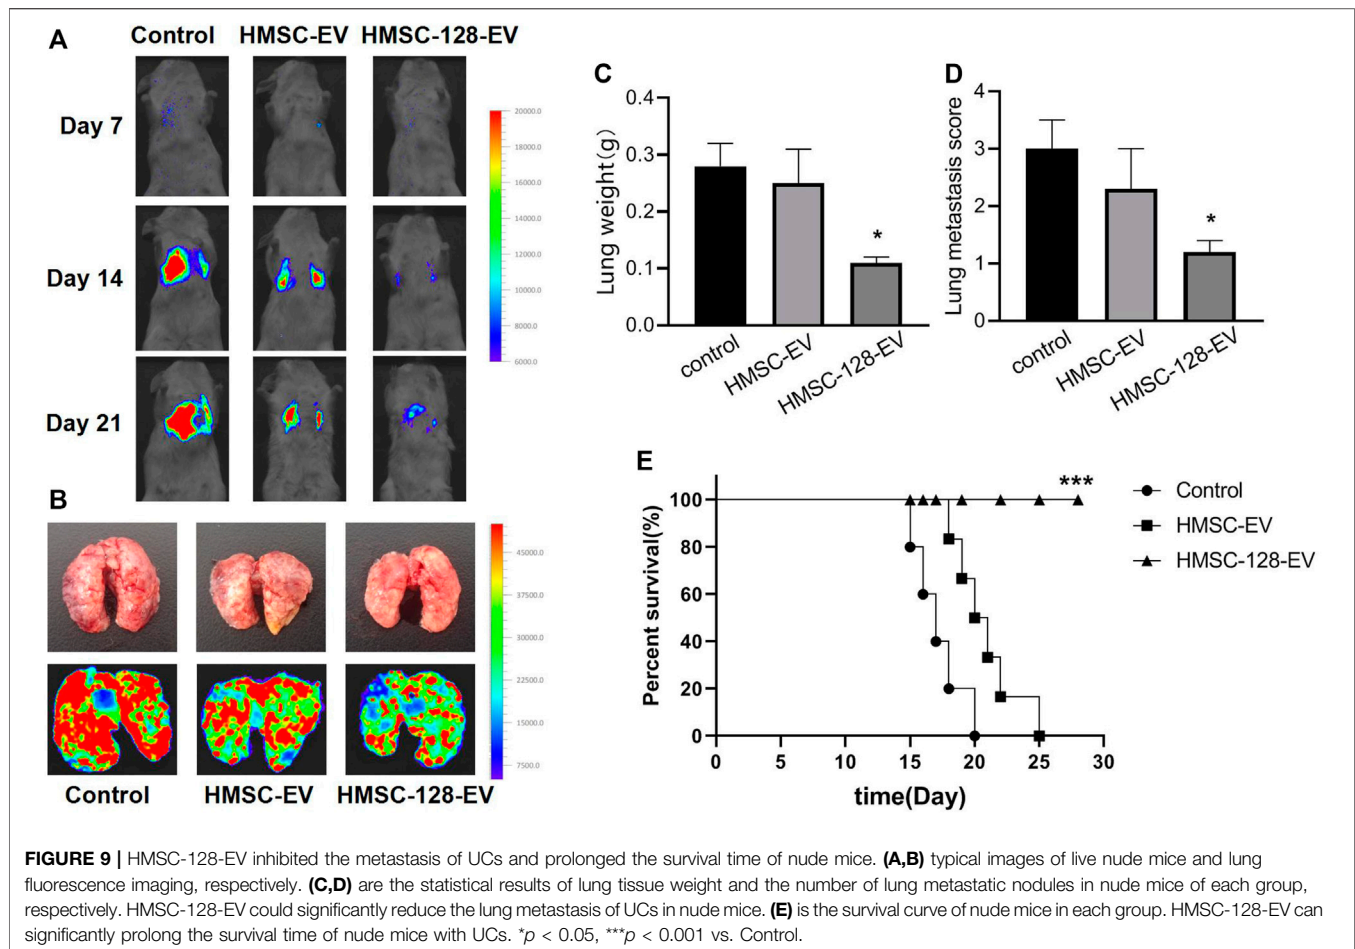 A
Control HMSC-EV HMSC-128-EV
Day 7
Day 14
Day 21
20000.0
18000.0
16000.0
14000.0
12000.0
10000.0
8000.0
6000.0
B
45000.0
37500.0
30000.0
22500.0
15000.0
7500.0
Control HMSC-EV HMSC-128-EV
C
Lung weight(g)
0.4
0.3
0.2
0.1
0.0
*
control HMSC-EV HMSC-128-EV
D
Lung metastasis score
4
3
2
1
0
*
control HMSC-EV HMSC-128-EV
E
Percent survival(%)
100
80
60
40
20
0
***
0 5 10 15 20 25 30
time(Day)
Control
HMSC-EV
HMSC-128-EV
FIGURE 9 | HMSC-128-EV inhibited the metastasis of UCs and prolonged the survival time of nude mice. (A,B) typical images of live nude mice and lung
fluorescence imaging, respectively. (C,D) are the statistical results of lung tissue weight and the number of lung metastatic nodules in nude mice of each group,
respectively. HMSC-128-EV could significantly reduce the lung metastasis of UCs in nude mice. (E) is the survival curve of nude mice in each group. HMSC-128-EV can
significantly prolong the survival time of nude mice with UCs. *p < 0.05, ***p < 0.001 vs. Control.